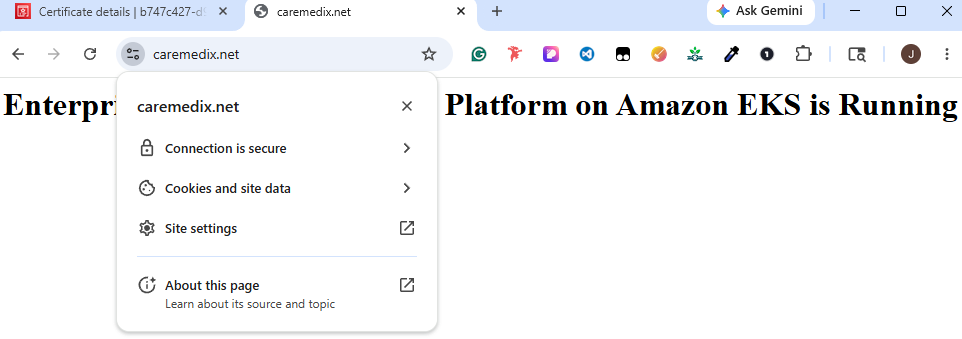 Certificate details | b747c427-d
caremedix.net
Ask Gemini
caremedix.net
J
Enterpri Platform on Amazon EKS is Running
caremedix.net
Connection is secure
Cookies and site data
Site settings
About this page
Learn about its source and topic